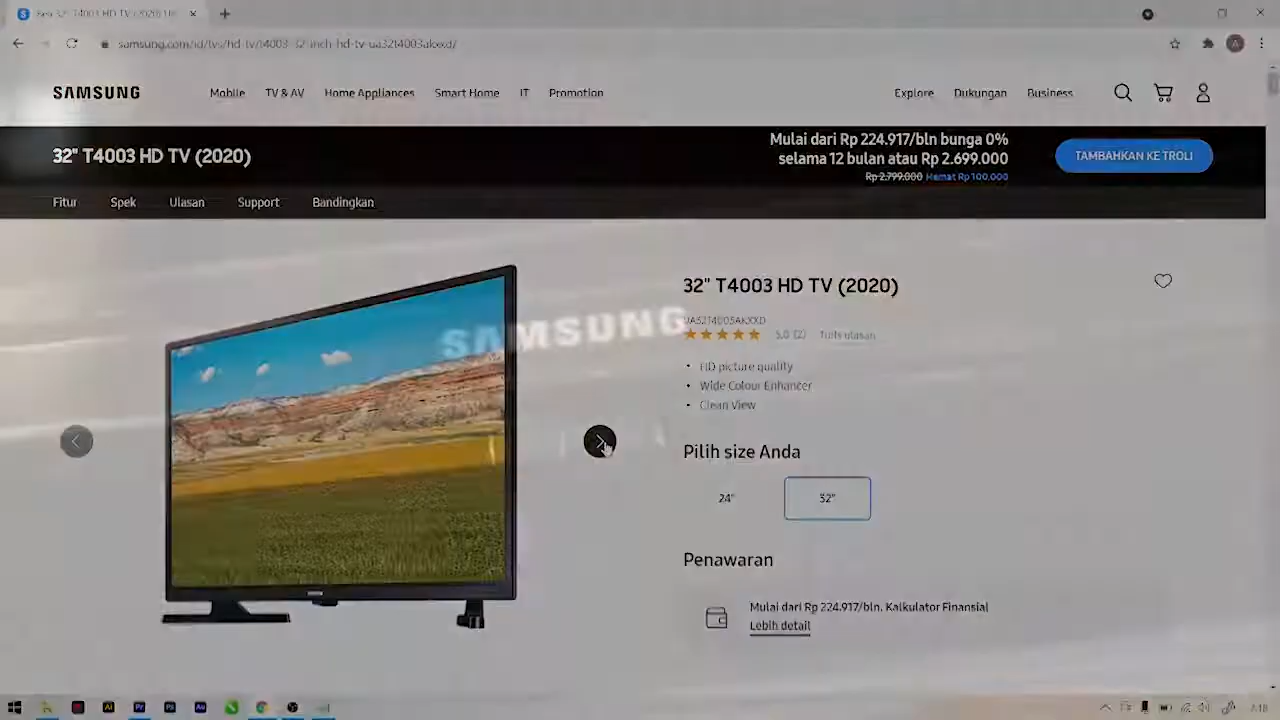 samsung.com/id/tvs/hd-tv/t4003-32-inch-hd-tv-ua32t4003akxxd/
SAMSUNG
Mobile
TV & AV
Home Appliances
Smart Home
IT
Promotion
Explore
Dukungan
Business
32" T4003 HD TV (2020)
Mulai dari Rp 224.917/bln bunga 0%
selama 12 bulan atau Rp 2.699.000
Rp 2.799.000 Hemat Rp 100.000
TAMBAHKAN KE TROLI
Fitur
Spek
Ulasan
Support
Bandingkan
32" T4003 HD TV (2020)
SAMSUNG
UA32T4003AKXXD
5.0 (2)
Tulis ulasan
• HD picture quality
• Wide Colour Enhancer
• Clean View
Pilih size Anda
24"
32"
Penawaran
Mulai dari Rp 224.917/bln. Kalkulator Finansial
Lebih detail